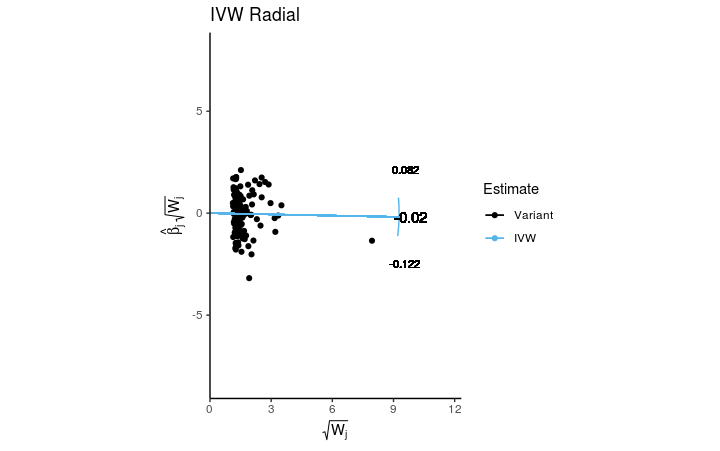 IVW Radial
5
0
-5
β̂j√Wj
0.082
-0.02
-0.122
0 3 6 9 12
√Wj
Estimate
Variant
IVW